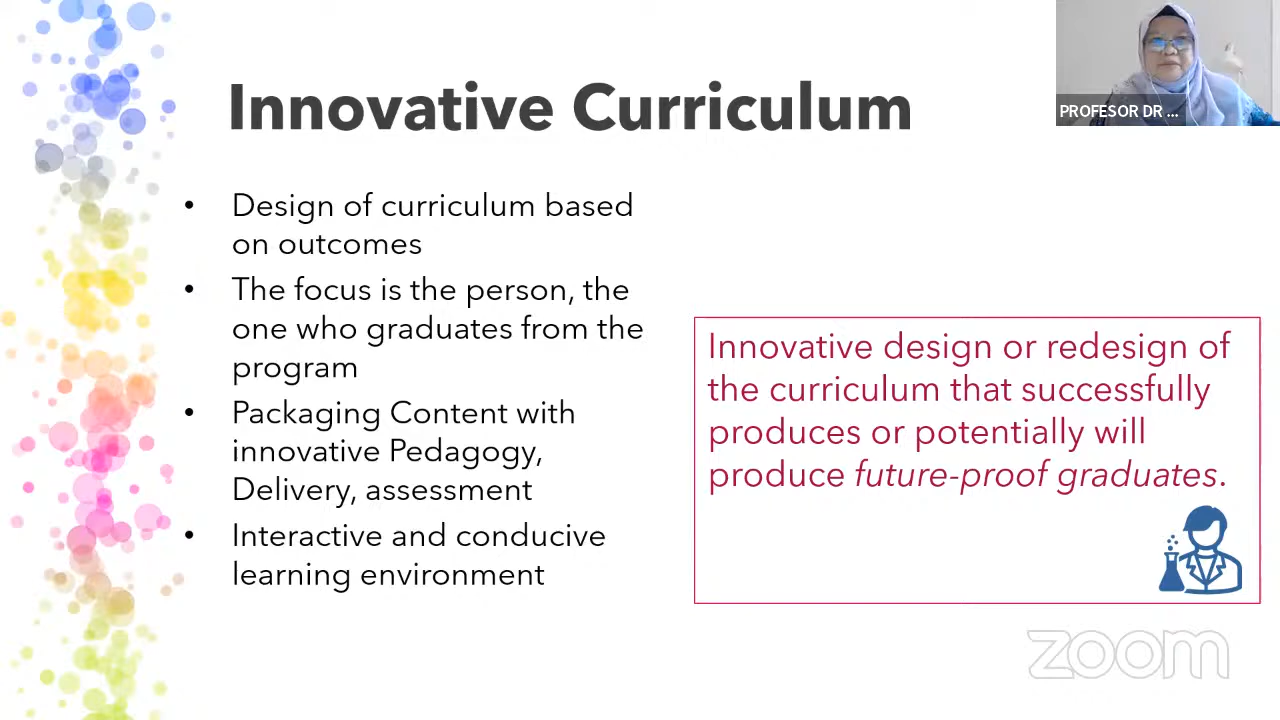 Innovative Curriculum
PROFESOR DR ...
• Design of curriculum based
on outcomes
• The focus is the person, the
one who graduates from the
program
• Packaging Content with
innovative Pedagogy,
Delivery, assessment
• Interactive and conducive
learning environment
Innovative design or redesign of
the curriculum that successfully
produces or potentially will
produce future-proof graduates.
zoom